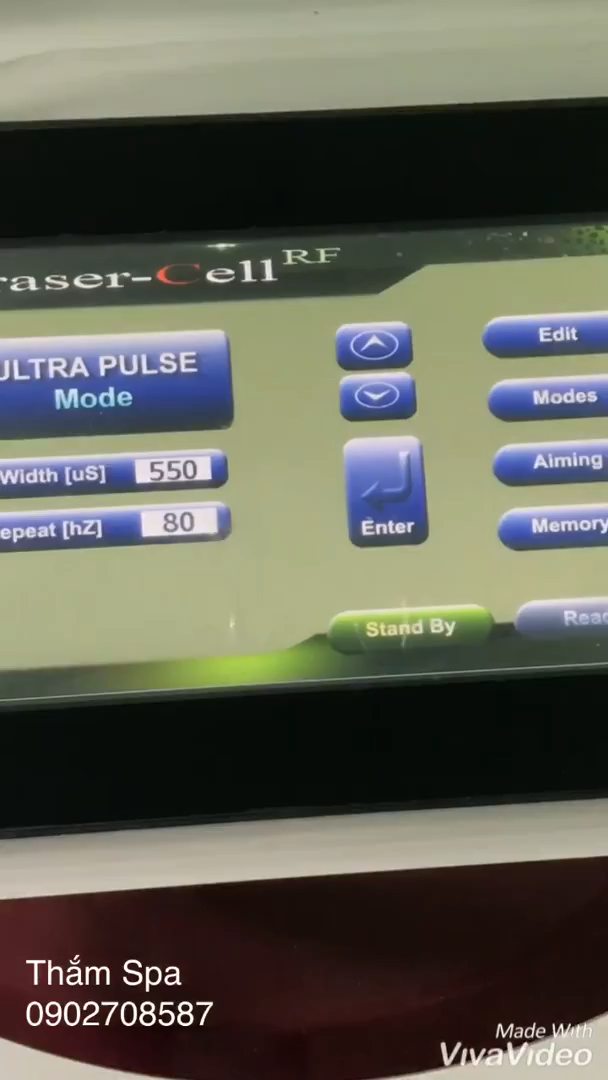 raser-Cell RF
ULTRA PULSE
Mode
Width [uS] 550
epeat [hZ] 80
Enter
Edit
Modes
Aiming
Memory
Stand By
Read
Thắm Spa
0902708587
Made With
VivaVideo